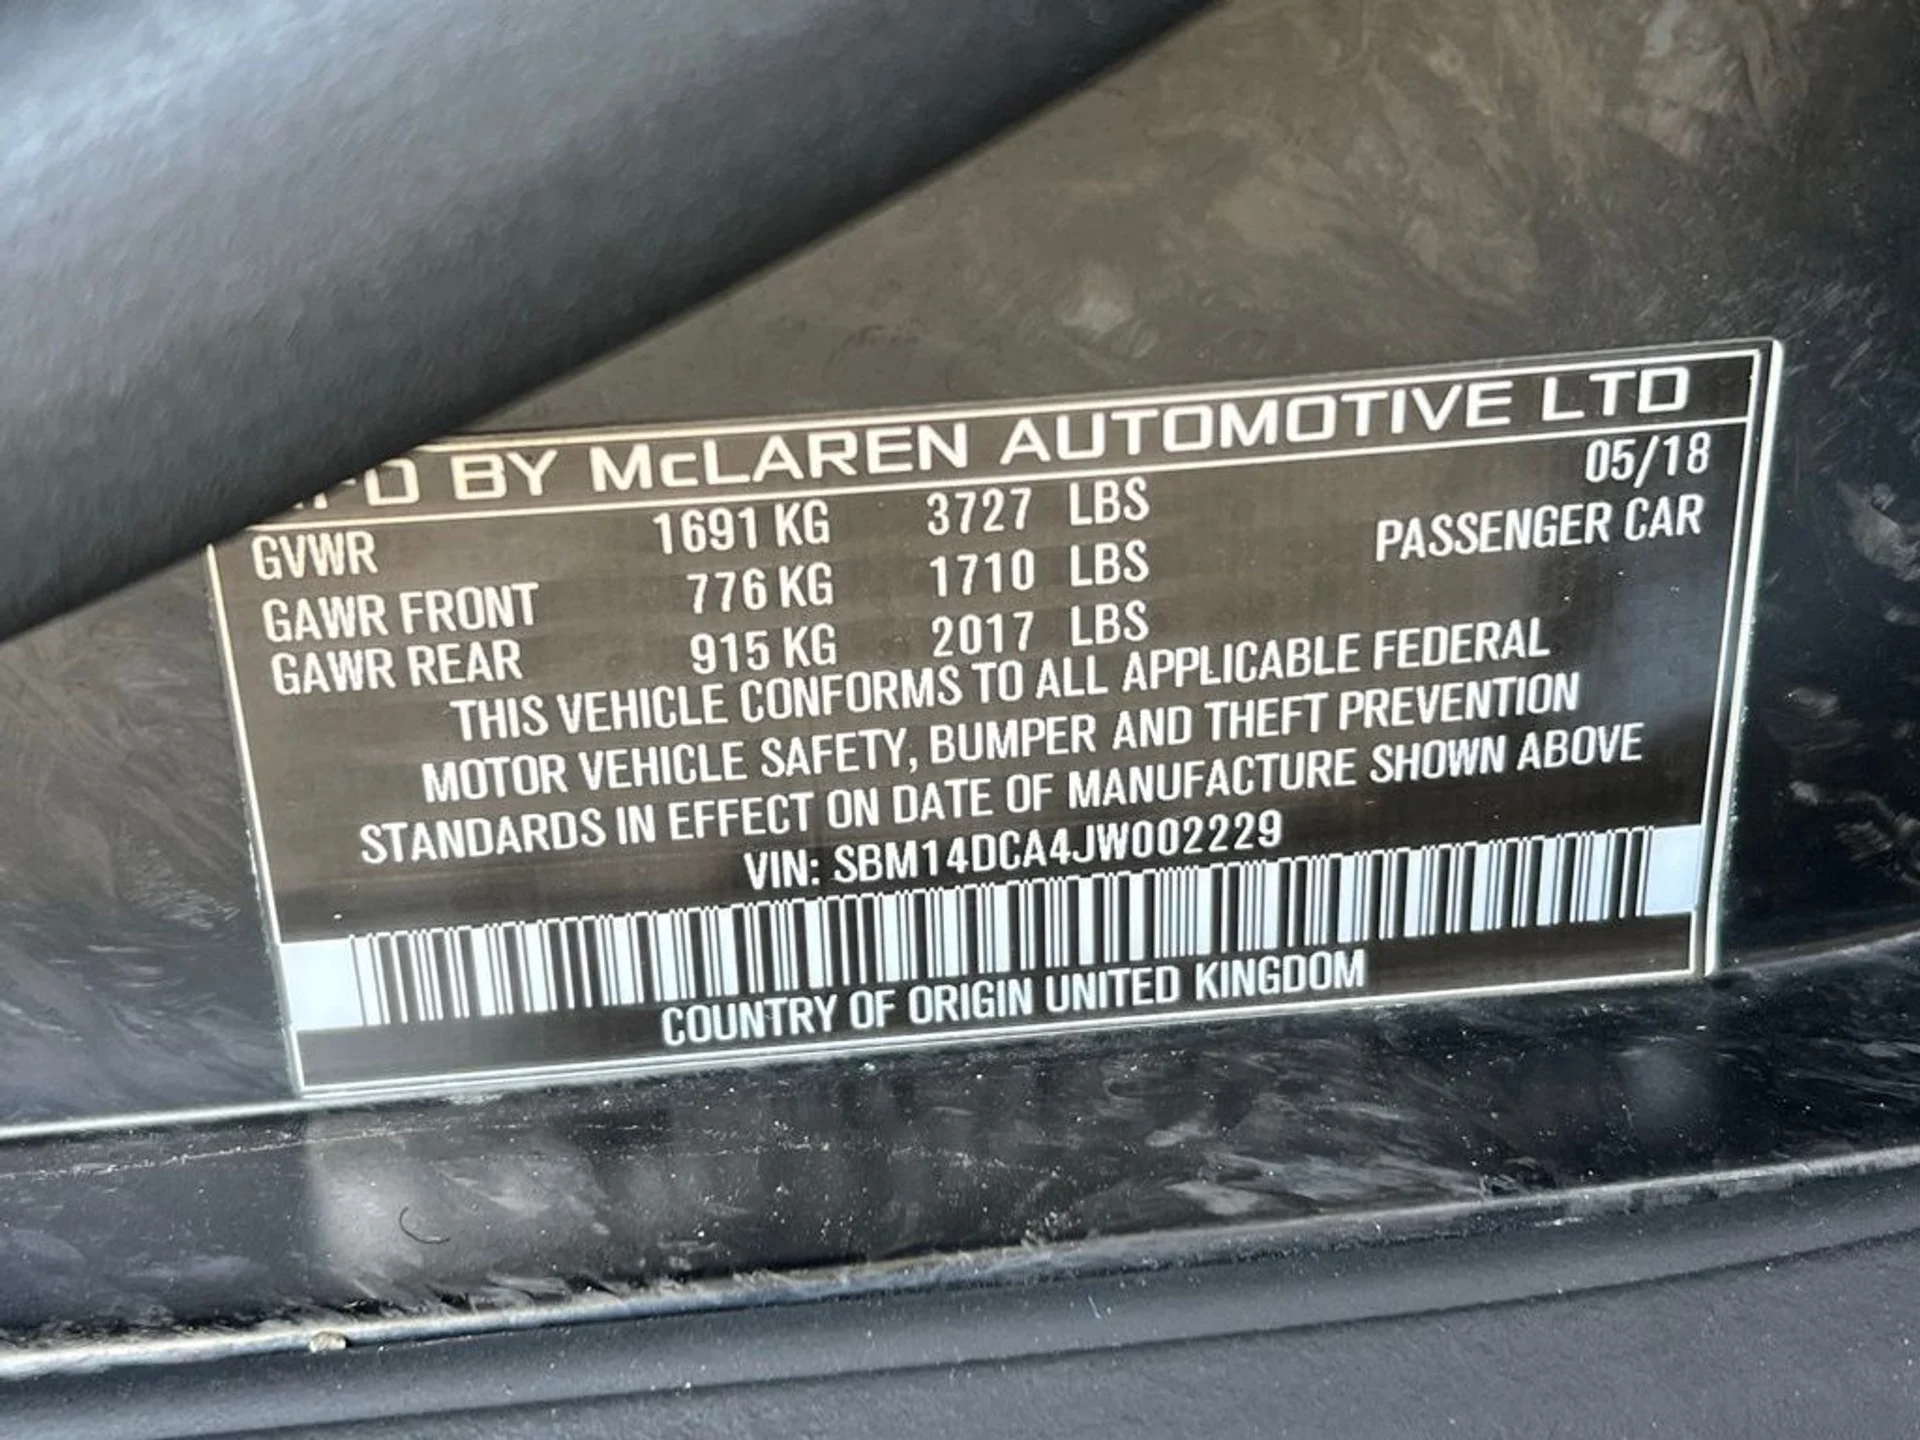 MFD BY McLAREN AUTOMOTIVE LTD
05/18
GVWR 1691 KG 3727 LBS
PASSENGER CAR
GAWR FRONT 776 KG 1710 LBS
GAWR REAR 915 KG 2017 LBS
THIS VEHICLE CONFORMS TO ALL APPLICABLE FEDERAL
MOTOR VEHICLE SAFETY, BUMPER AND THEFT PREVENTION
STANDARDS IN EFFECT ON DATE OF MANUFACTURE SHOWN ABOVE
VIN: SBM14DCA4JW002229
COUNTRY OF ORIGIN UNITED KINGDOM